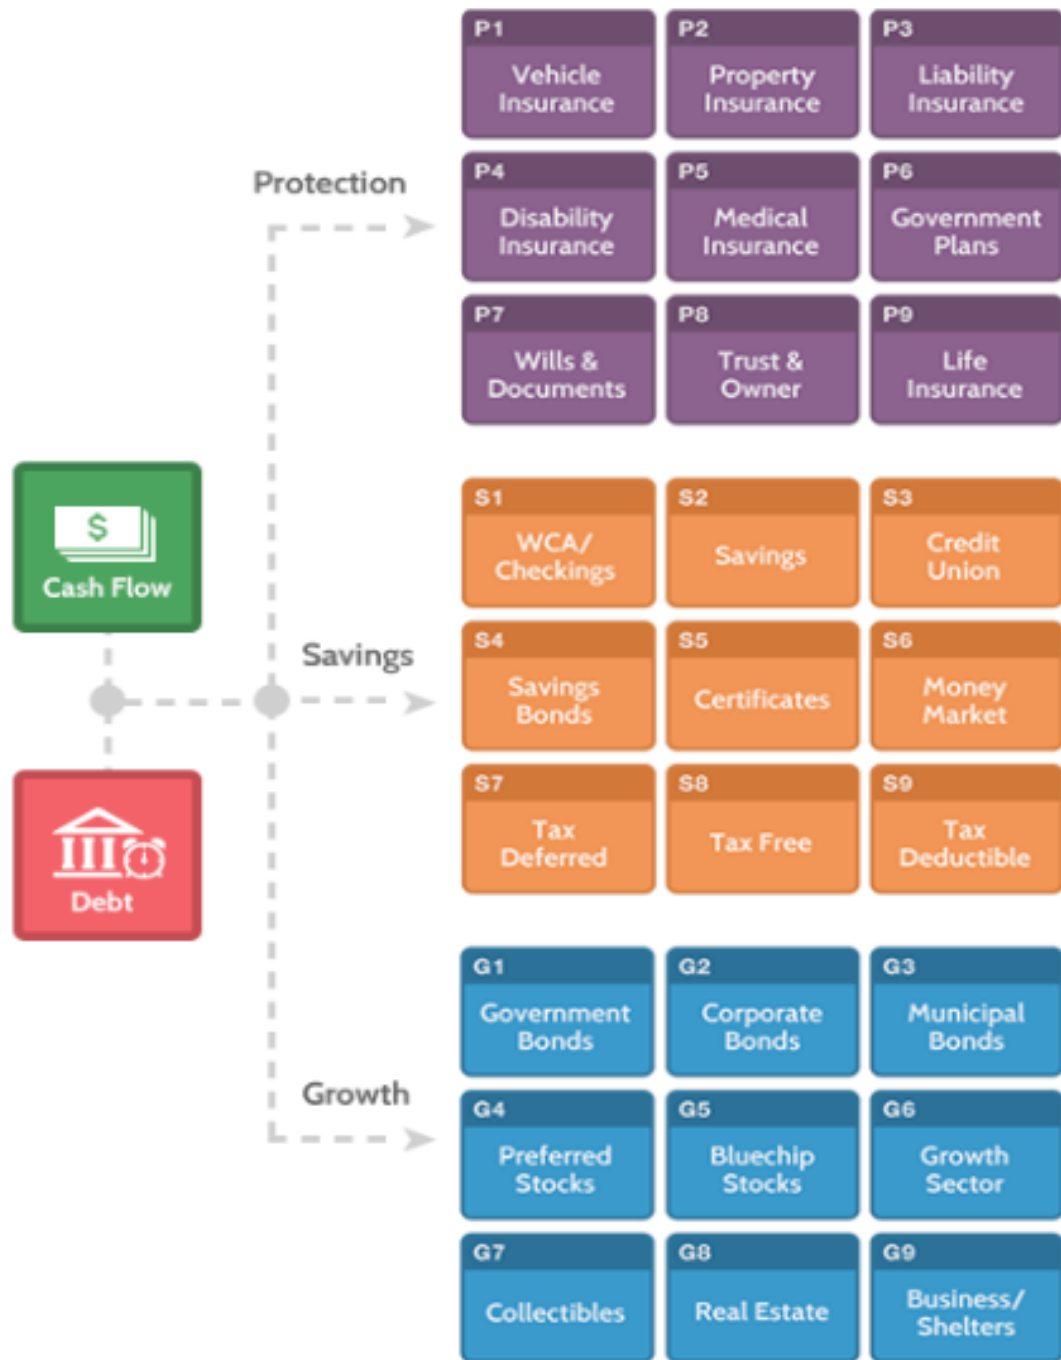 P1
Vehicle
Insurance
P2
Property
Insurance
P3
Liability
Insurance
Protection
P4
Disability
Insurance
P5
Medical
Insurance
P6
Government
Plans
P7
Wills &
Documents
P8
Trust &
Owner
P9
Life
Insurance
$
Cash Flow
Savings
S1
WCA/
Checkings
S2
Savings
S3
Credit
Union
S4
Savings
Bonds
S5
Certificates
S6
Money
Market
S7
Tax
Deferred
S8
Tax Free
S9
Tax
Deductible
Debt
Growth
G1
Government
Bonds
G2
Corporate
Bonds
G3
Municipal
Bonds
G4
Preferred
Stocks
G5
Bluechip
Stocks
G6
Growth
Sector
G7
Collectibles
G8
Real Estate
G9
Business/
Shelters